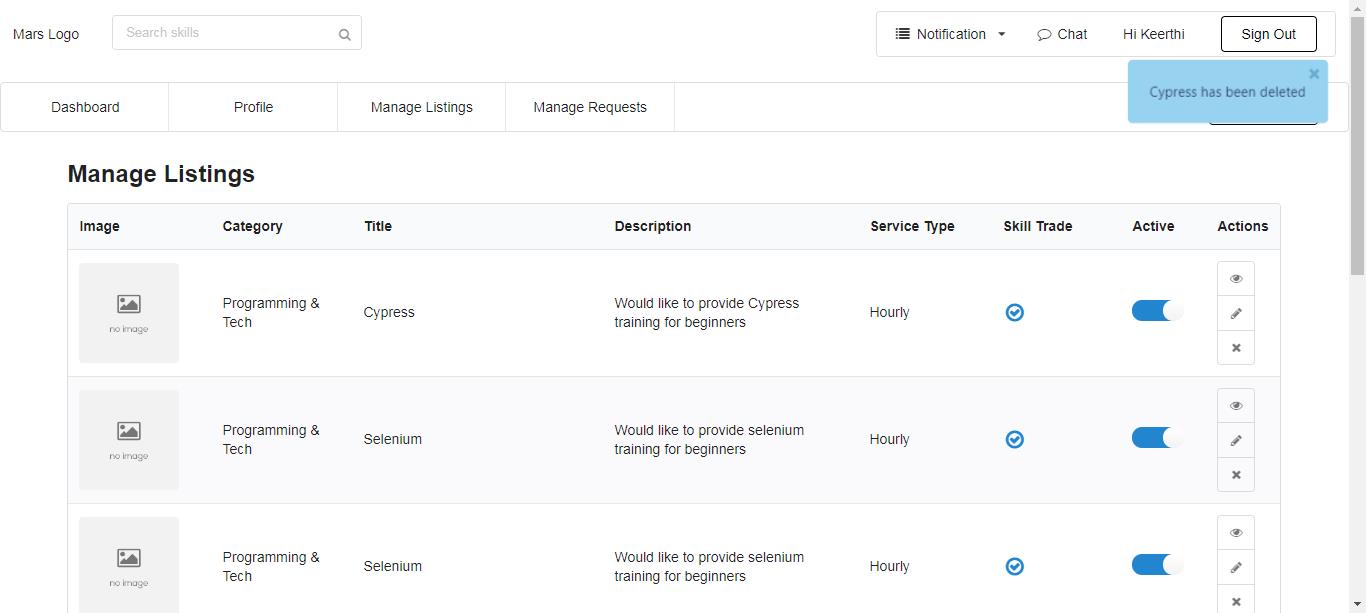 Mars Logo
Search skills
Notification
Chat
Hi Keerthi
Sign Out
Cypress has been deleted
Dashboard
Profile
Manage Listings
Manage Requests
Manage Listings
Image
Category
Title
Description
Service Type
Skill Trade
Active
Actions
no image
Programming &
Tech
Cypress
Would like to provide Cypress
training for beginners
Hourly
no image
Programming &
Tech
Selenium
Would like to provide selenium
training for beginners
Hourly
no image
Programming &
Tech
Selenium
Would like to provide selenium
training for beginners
Hourly